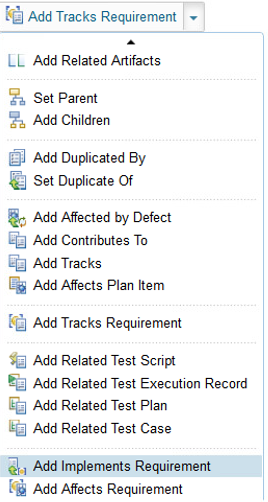 Add Tracks Requirement
Add Related Artifacts
Set Parent
Add Children
Add Duplicated By
Set Duplicate Of
Add Affected by Defect
Add Contributes To
Add Tracks
Add Affects Plan Item
Add Tracks Requirement
Add Related Test Script
Add Related Test Execution Record
Add Related Test Plan
Add Related Test Case
Add Implements Requirement
Add Affects Requirement